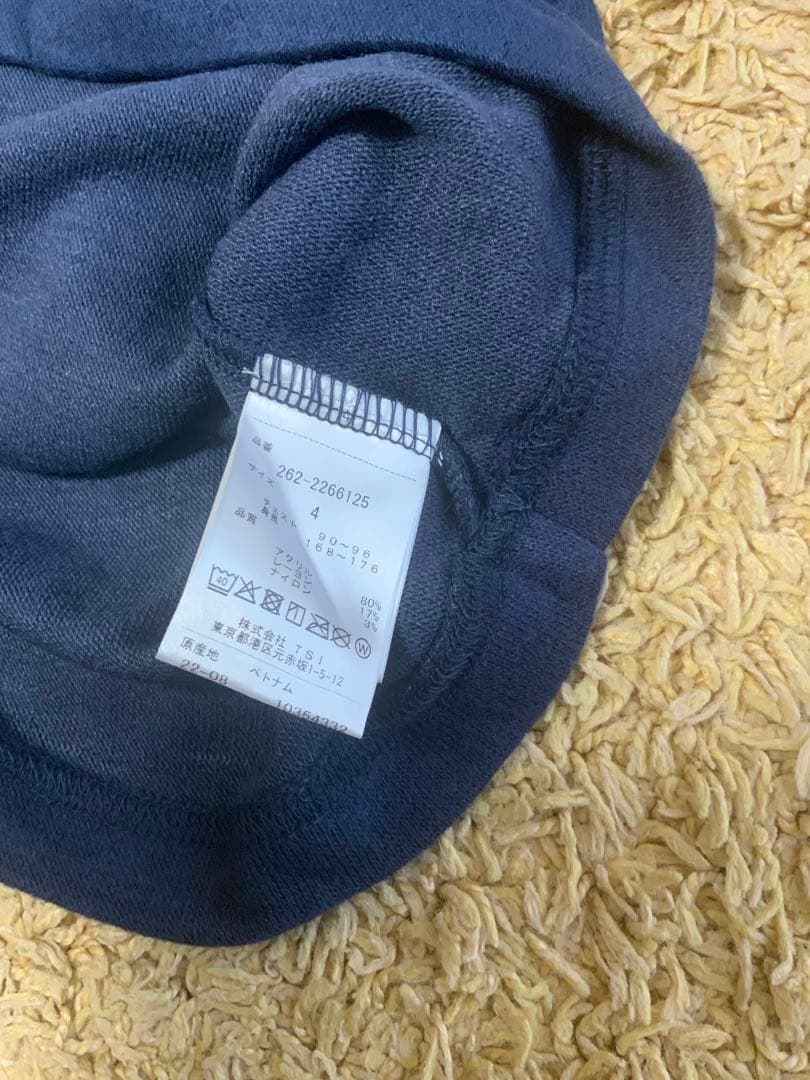 品番
262-2266125
サイズ
4
チェスト 90〜96
身長 168〜176
品質
アクリル 80%
レーヨン 17%
ナイロン 3%
40
株式会社 TSI
東京都港区元赤坂1-5-12
原産地 ベトナム
22-08 10354332